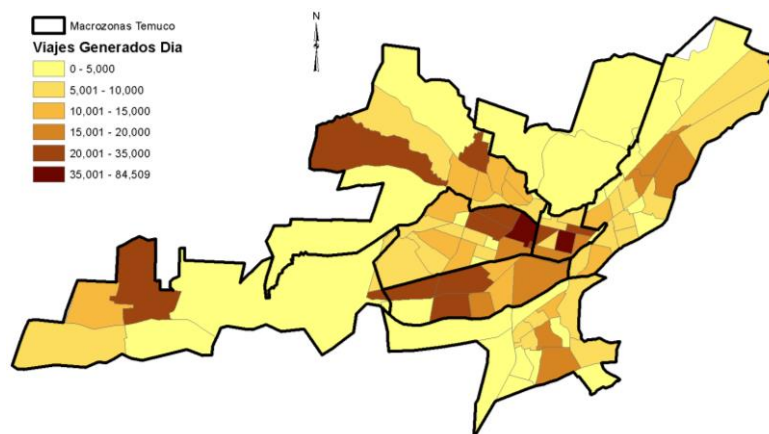 N
Macrozonas Temuco
Viajes Generados Dia
0 - 5,000
5,001 - 10,000
10,001 - 15,000
15,001 - 20,000
20,001 - 35,000
35,001 - 84,509